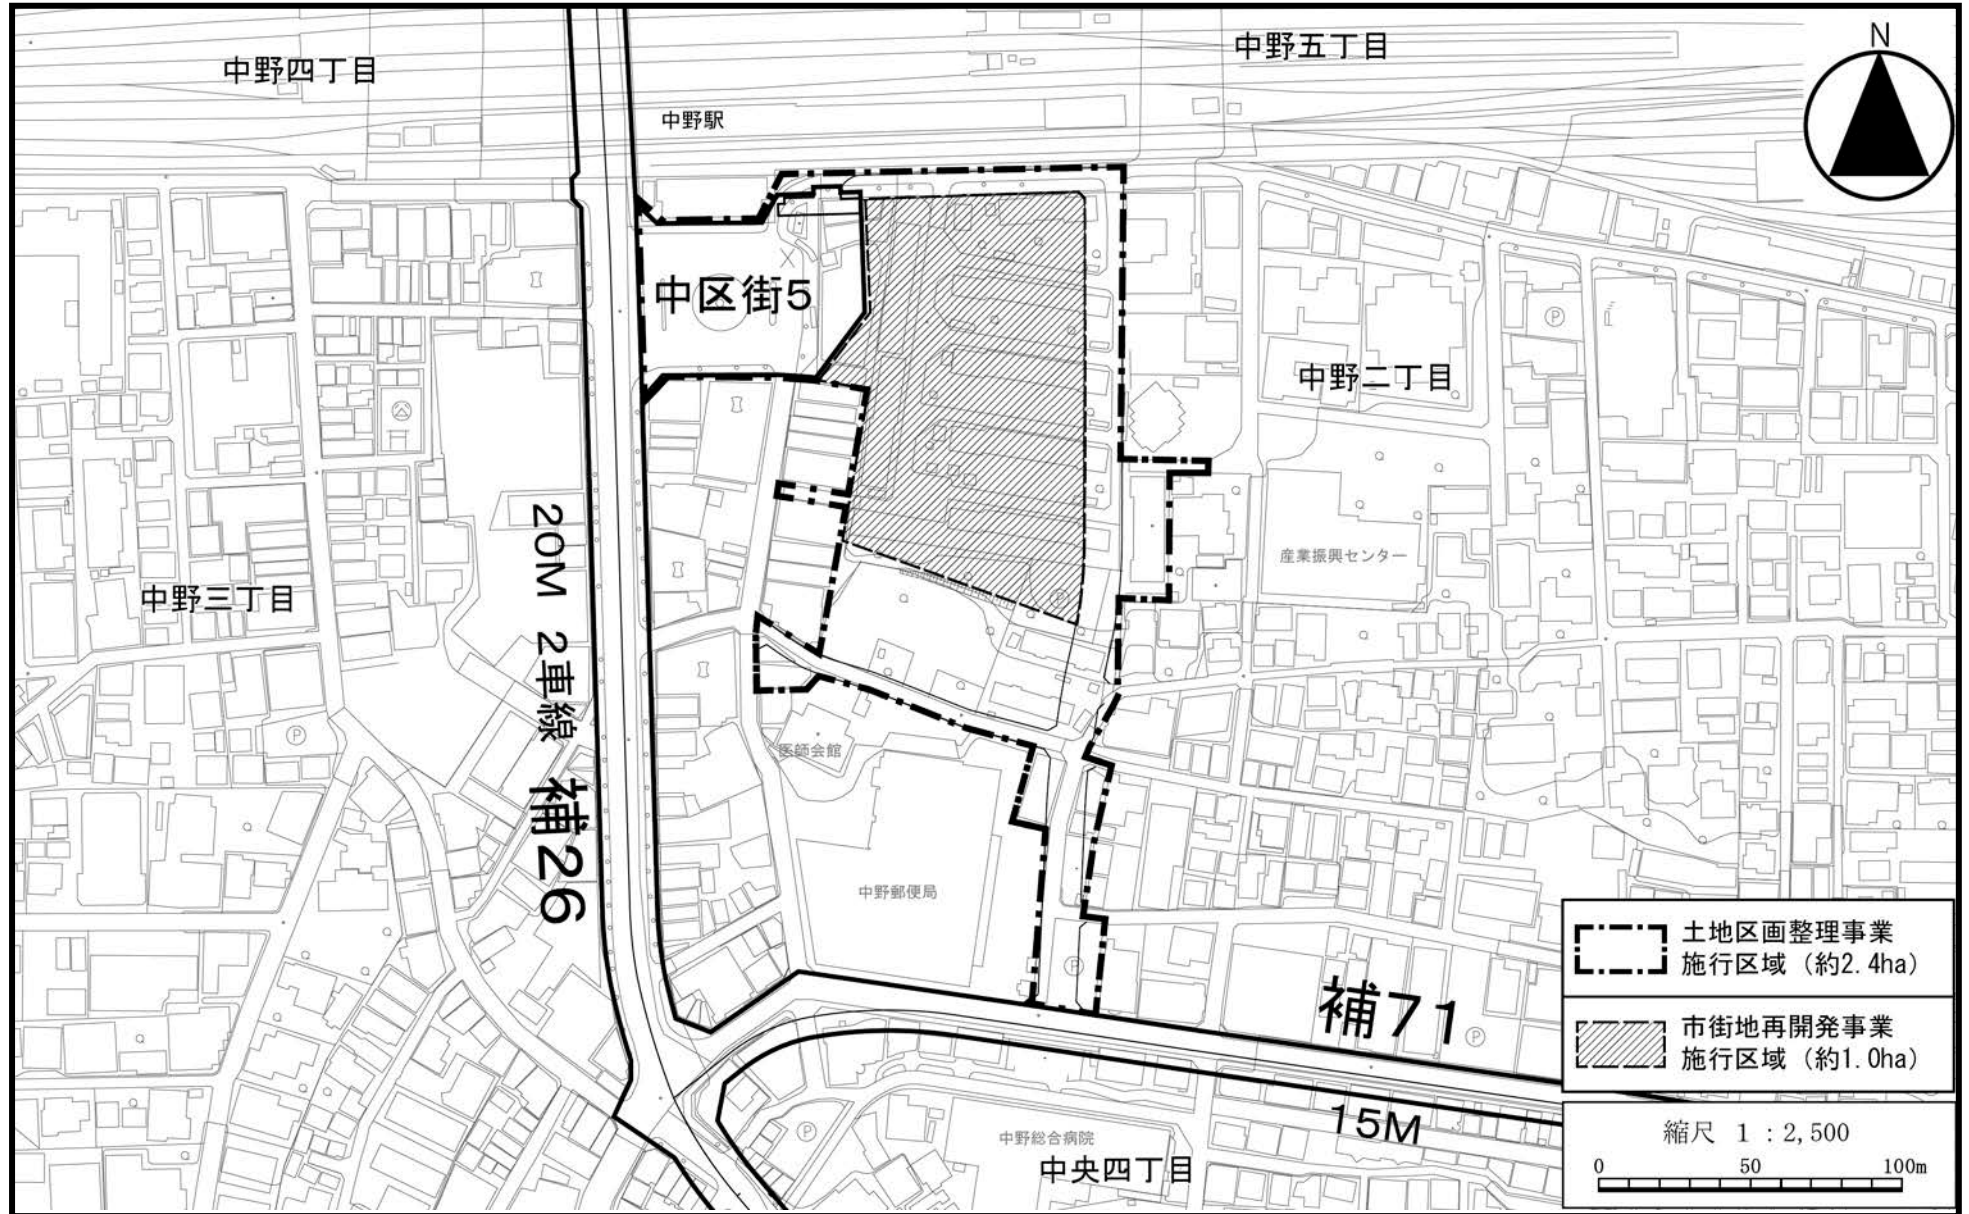 中野四丁目
中野五丁目
N
中野駅
中区街5
中野二丁目
20M 2車線 補26
産業振興センター
中野三丁目
P
P
P
医師会館
中野郵便局
P
P
P
補71
15M
中野総合病院
中央四丁目
土地区画整理事業
施行区域（約2.4ha）
市街地再開発事業
施行区域（約1.0ha）
縮尺 1：2,500
0 50 100m